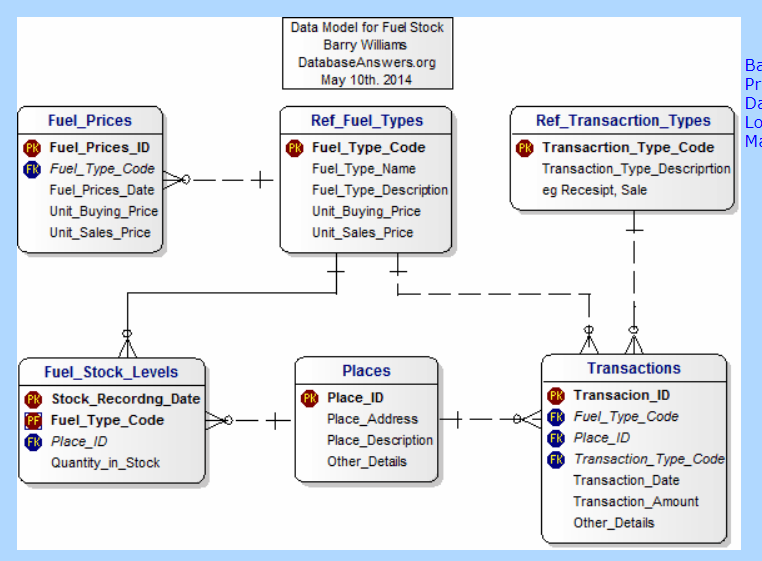 Data Model for Fuel Stock
Barry Williams
DatabaseAnswers.org
May 10th. 2014
Ba
Pr
Da
Lo
Ma
Fuel_Prices
PK Fuel_Prices_ID
FK Fuel_Type_Code
Fuel_Prices_Date
Unit_Buying_Price
Unit_Sales_Price
Ref_Fuel_Types
PK Fuel_Type_Code
Fuel_Type_Name
Fuel_Type_Description
Unit_Buying_Price
Unit_Sales_Price
Ref_Transacrtion_Types
PK Transacrtion_Type_Code
Transaction_Type_Descriprtion
eg Recesipt, Sale
Fuel_Stock_Levels
PK Stock_Recordng_Date
PF Fuel_Type_Code
FK Place_ID
Quantity_in_Stock
Places
PK Place_ID
Place_Address
Place_Description
Other_Details
Transactions
PK Transacion_ID
FK Fuel_Type_Code
FK Place_ID
FK Transaction_Type_Code
Transaction_Date
Transaction_Amount
Other_Details